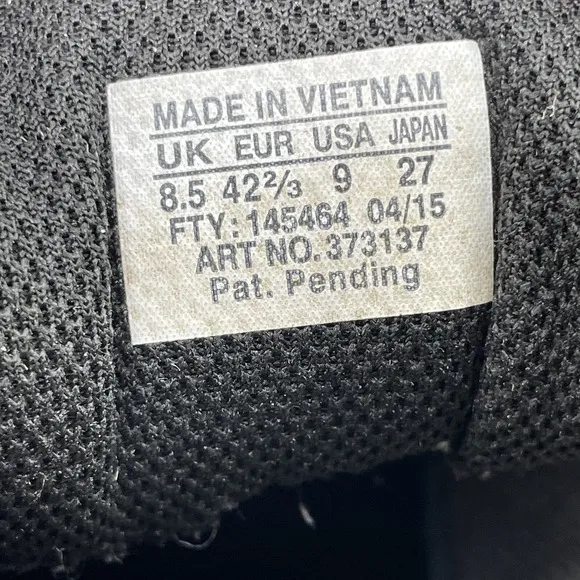 MADE IN VIETNAM
UK EUR USA JAPAN
8.5 42⅔ 9 27
FTY: 145464 04/15
ART NO. 373137
Pat. Pending